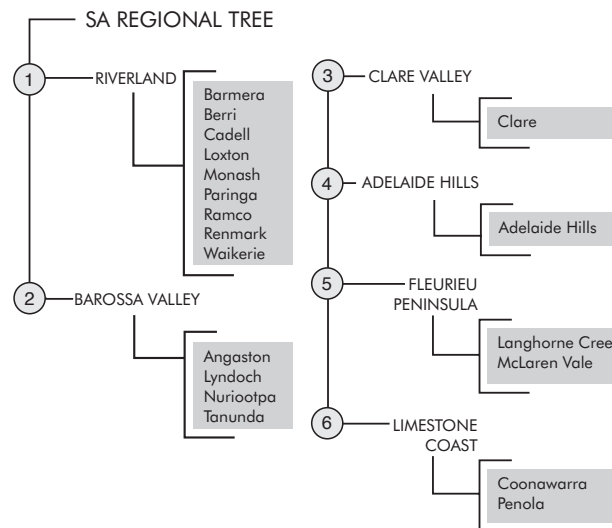 SA REGIONAL TREE
1
RIVERLAND
Barmera
Berri
Cadell
Loxton
Monash
Paringa
Ramco
Renmark
Waikerie
2
BAROSSA VALLEY
Angaston
Lyndoch
Nuriootpa
Tanunda
3
CLARE VALLEY
Clare
4
ADELAIDE HILLS
Adelaide Hills
5
FLEURIEU
PENINSULA
Langhorne Cree
McLaren Vale
6
LIMESTONE
COAST
Coonawarra
Penola